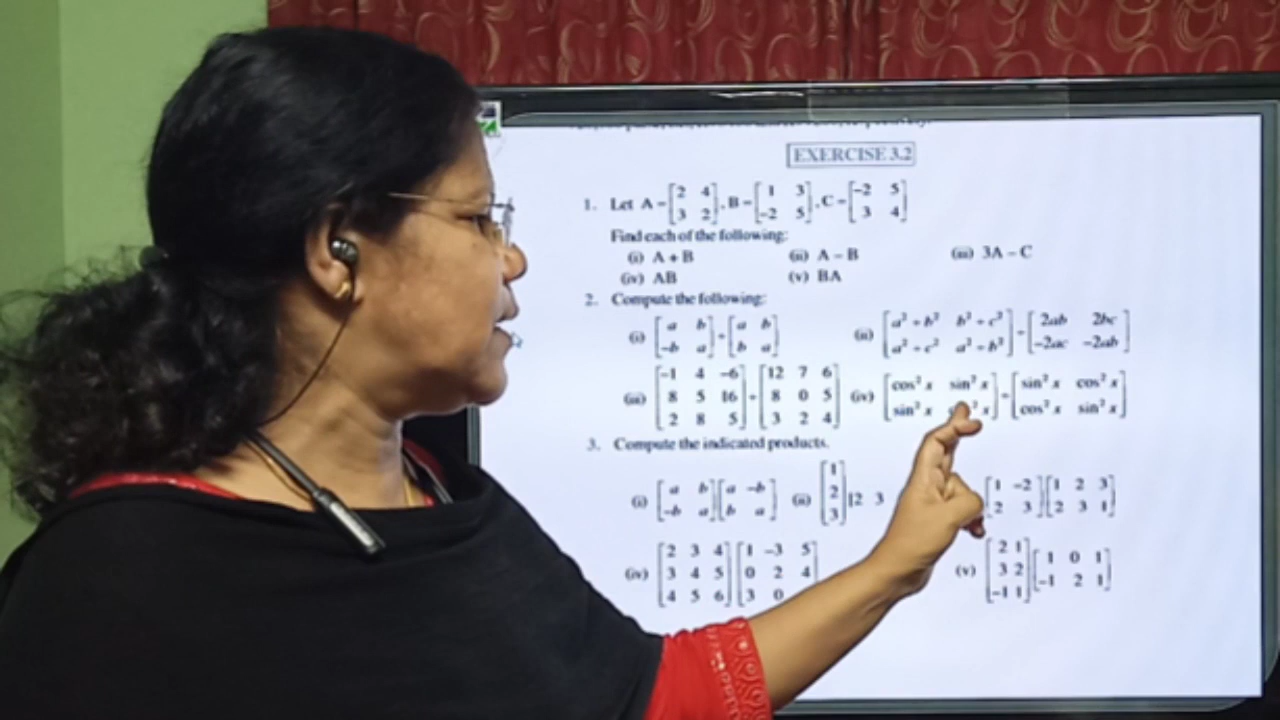 EXERCISE 3.2
1. Let A = [2 4; 3 2], B = [1 3; -2 5], C = [-2 5; 3 4]
Find each of the following:
(i) A + B (ii) A - B (iii) 3A - C
(iv) AB (v) BA
2. Compute the following:
(i) [a b; -b a] + [a b; b a] (ii) [a² + b² b² + c²; a² + c² a² + b²] + [2ab 2bc; -2ac -2ab]
(iii) [-1 4 -6; 8 5 16; 2 8 5] + [12 7 6; 8 0 5; 3 2 4] (iv) [cos² x sin² x; sin² x ² x] + [sin² x cos² x; cos² x sin² x]
3. Compute the indicated products.
(i) [a b; -b a] [a -b; b a] (ii) [1; 2; 3] [2 3 [1 -2; 2 3] [1 2 3; 2 3 1]
(iv) [2 3 4; 3 4 5; 4 5 6] [1 -3 5; 0 2 4; 3 0 (v) [2 1; 3 2; -1 1] [1 0 1; -1 2 1]